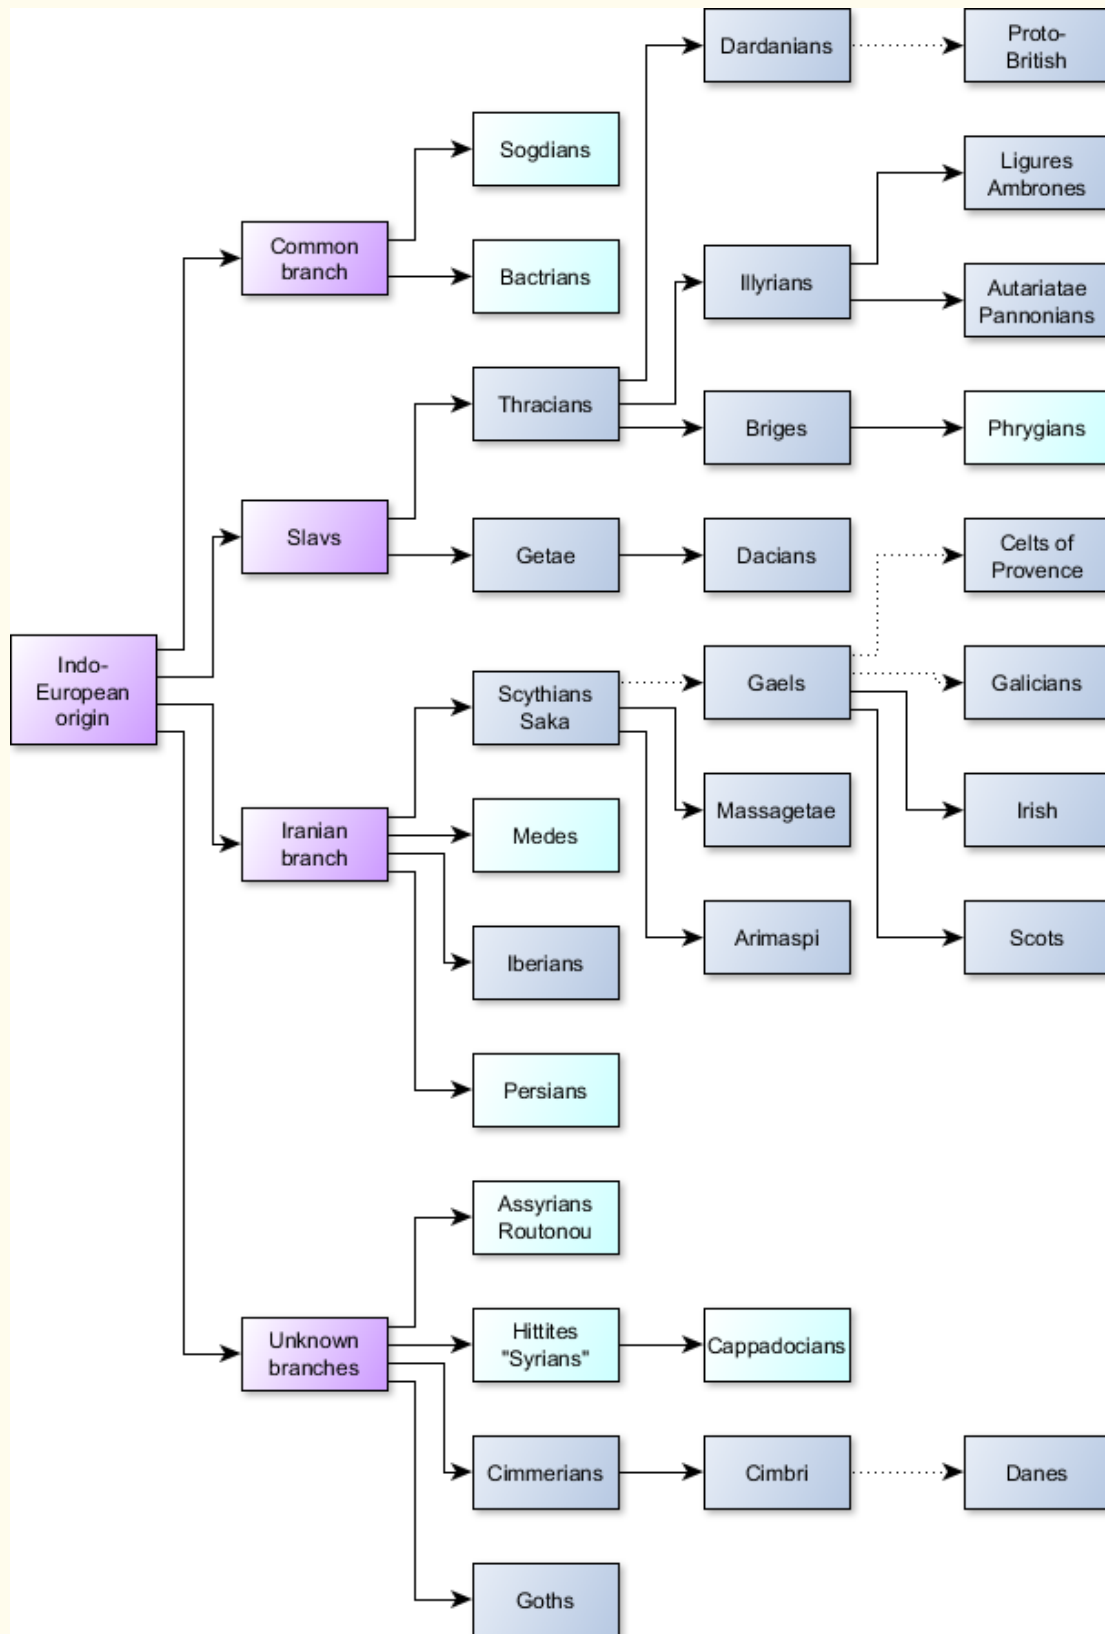 Dardanians
Proto-
British
Sogdians
Ligures
Ambrones
Common
branch
Bactrians
Illyrians
Autariatae
Pannonians
Thracians
Briges
Phrygians
Slavs
Getae
Dacians
Celts of
Provence
Indo-
European
origin
Scythians
Saka
Gaels
Galicians
Iranian
branch
Medes
Massagetae
Irish
Iberians
Arimaspi
Scots
Persians
Assyrians
Routonou
Unknown
branches
Hittites
"Syrians"
Cappadocians
Cimmerians
Cimbri
Danes
Goths